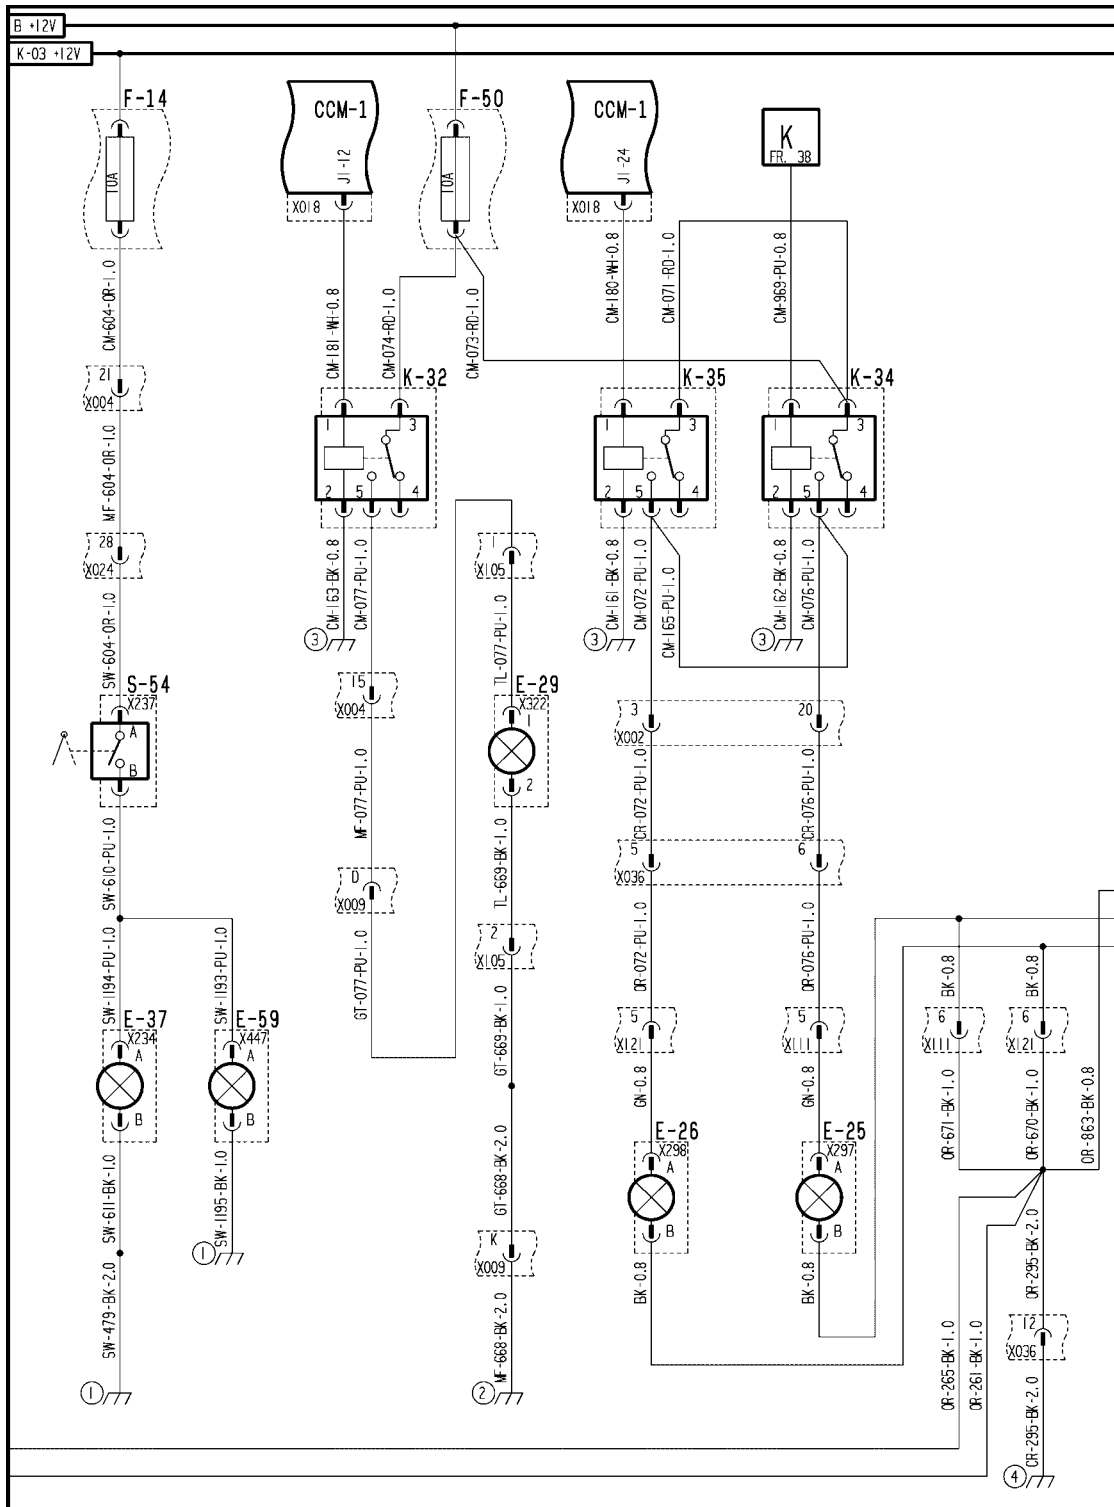 B +12V
K-03 +12V
F-14
10A
CCM-1
J1-12
X018
F-50
10A
CCM-1
J1-24
X018
K
FR. 38
CM-604-OR-1.0
CM-181-WH-0.8
CM-074-RD-1.0
CM-073-RD-1.0
CM-180-WH-0.8
CM-071-RD-1.0
CM-969-PU-0.8
21
X004
K-32
1
3
2
5
4
K-35
1
3
2
5
4
K-34
1
3
2
5
4
MF-604-OR-1.0
28
X024
1
X105
SW-604-OR-1.0
CM-163-BK-0.8
CM-077-PU-1.0
TL-077-PU-1.0
CM-161-BK-0.8
CM-072-PU-1.0
CM-165-PU-1.0
CM-162-BK-0.8
CM-076-PU-1.0
3
3
3
S-54
X237
A
B
15
X004
E-29
X322
1
2
3
X002
20
MF-077-PU-1.0
CR-072-PU-1.0
CR-076-PU-1.0
SW-610-PU-1.0
D
X009
TL-669-BK-1.0
5
X036
6
2
X105
SW-1194-PU-1.0
SW-1193-PU-1.0
GT-077-PU-1.0
GT-669-BK-1.0
OR-072-PU-1.0
OR-076-PU-1.0
BK-0.8
BK-0.8
5
X121
5
X111
6
X111
6
X121
E-37
X234
A
B
E-59
X447
A
B
GN-0.8
GN-0.8
OR-671-BK-1.0
OR-670-BK-1.0
OR-863-BK-0.8
E-26
X298
A
B
E-25
X297
A
B
SW-611-BK-1.0
SW-1195-BK-1.0
GT-668-BK-2.0
1
K
X009
BK-0.8
BK-0.8
OR-295-BK-2.0
SW-479-BK-2.0
MF-668-BK-2.0
12
X036
OR-265-BK-1.0
OR-261-BK-1.0
1
2
CR-295-BK-2.0
4